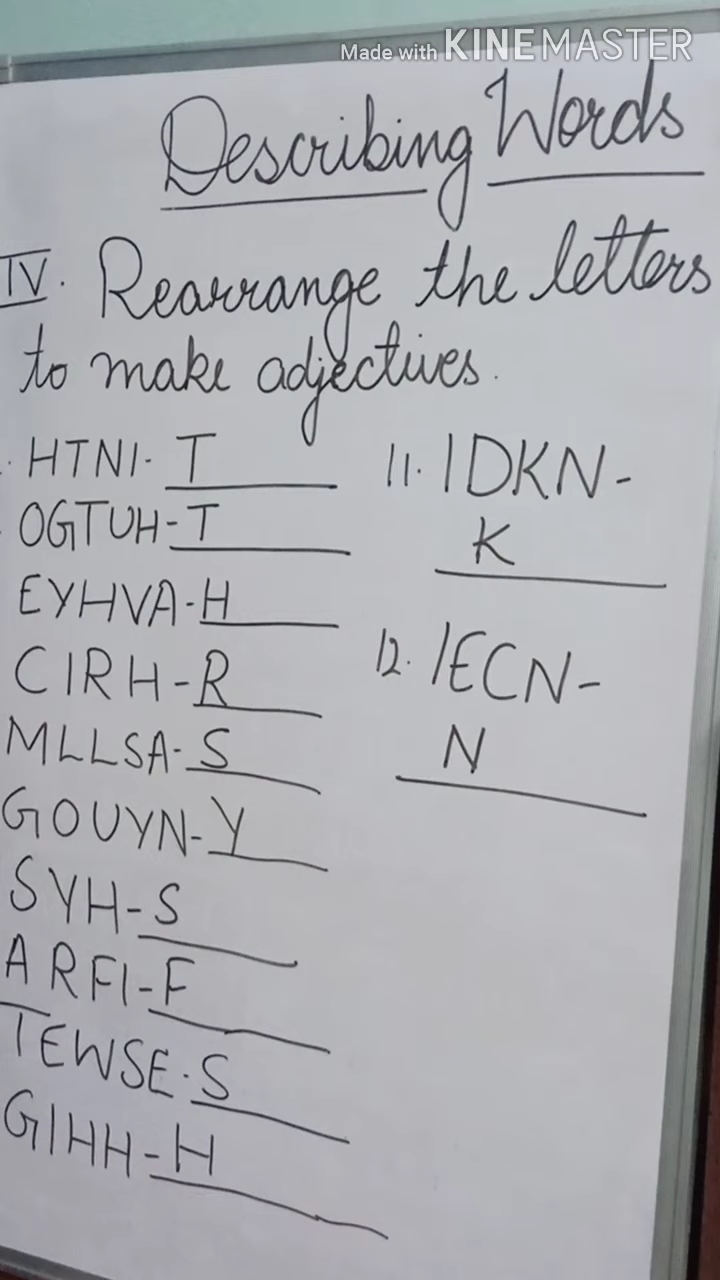 Made with KINEMASTER
Describing Words
IV. Rearrange the letters
to make adjectives.
HTNI- T
OGTUH- T
EYHVA- H
CIRH- R
MLLSA- S
GOUYN- Y
SYH- S
ARFI- F
TEWSE- S
GIHH- H
11. IDKN-
K
12. IECN-
N